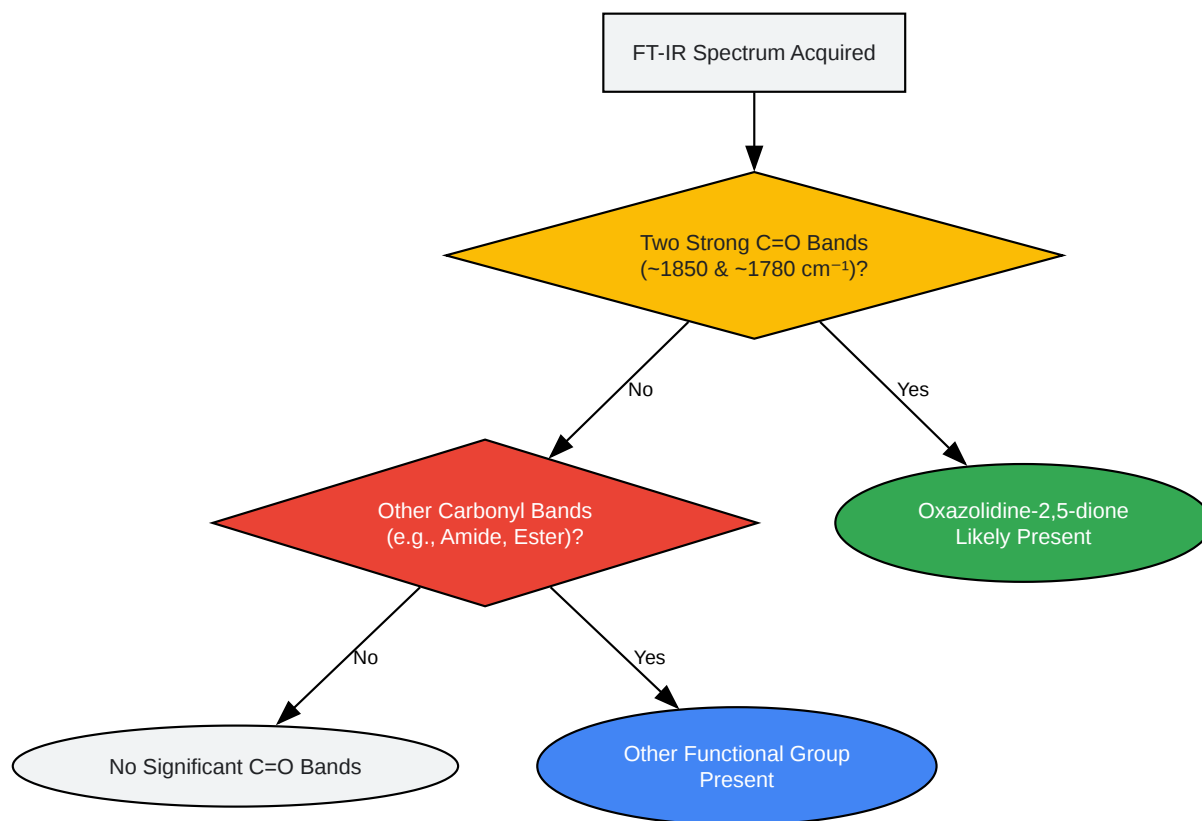 FT-IR Spectrum Acquired
Two Strong C=O Bands
(~1850 & ~1780 cm⁻¹)?
No
Yes
Other Carbonyl Bands
(e.g., Amide, Ester)?
Oxazolidine-2,5-dione
Likely Present
No
Yes
No Significant C=O Bands
Other Functional Group
Present